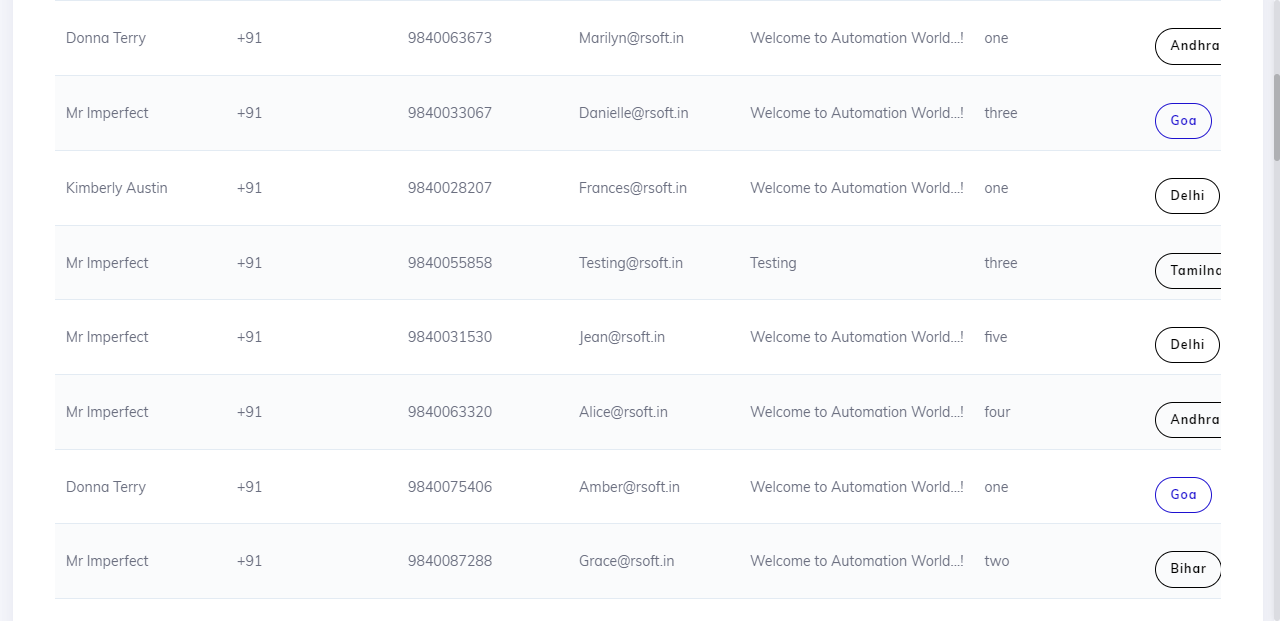 Donna Terry +91 9840063673 Marilyn@rsoft.in Welcome to Automation World...! one Andhra
Mr Imperfect +91 9840033067 Danielle@rsoft.in Welcome to Automation World...! three Goa
Kimberly Austin +91 9840028207 Frances@rsoft.in Welcome to Automation World...! one Delhi
Mr Imperfect +91 9840055858 Testing@rsoft.in Testing three Tamilna
Mr Imperfect +91 9840031530 Jean@rsoft.in Welcome to Automation World...! five Delhi
Mr Imperfect +91 9840063320 Alice@rsoft.in Welcome to Automation World...! four Andhra
Donna Terry +91 9840075406 Amber@rsoft.in Welcome to Automation World...! one Goa
Mr Imperfect +91 9840087288 Grace@rsoft.in Welcome to Automation World...! two Bihar